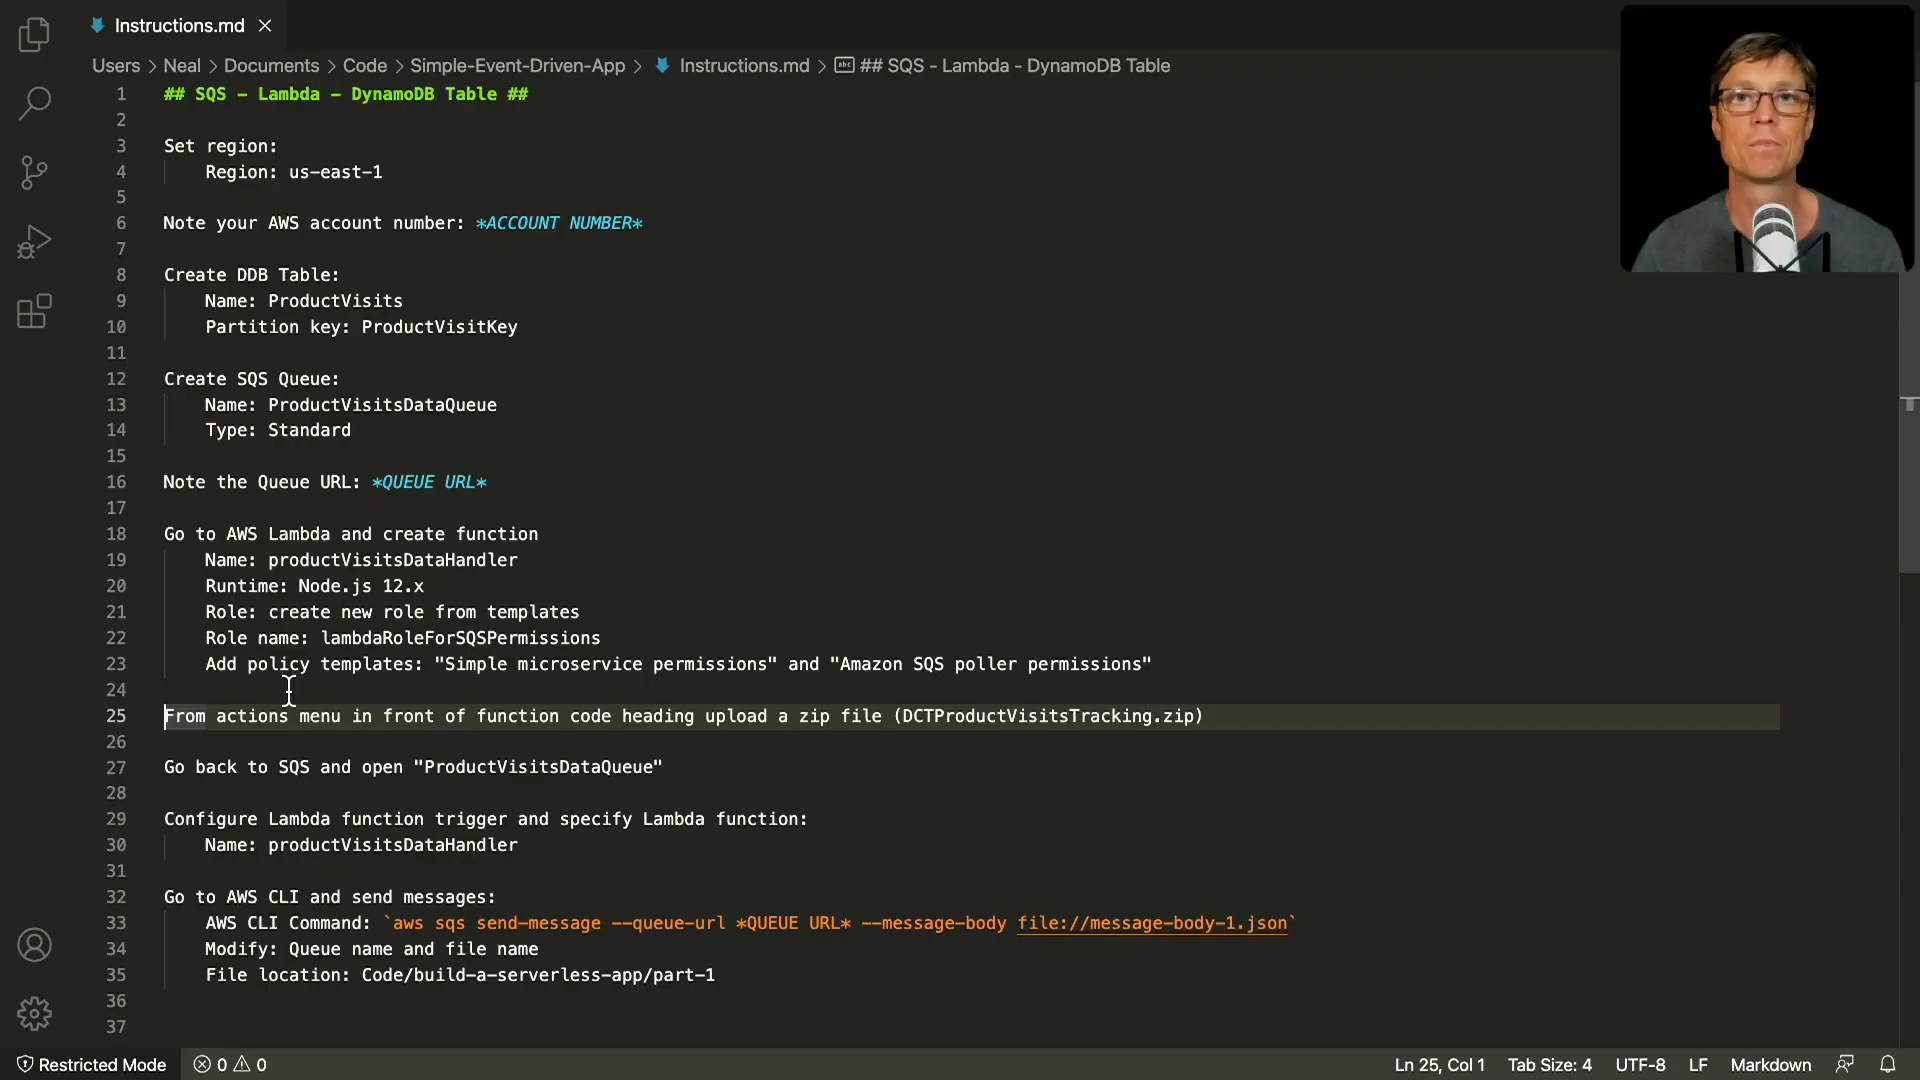 Instructions.md
Users > Neal > Documents > Code > Simple-Event-Driven-App > Instructions.md > ## SQS - Lambda - DynamoDB Table
1 ## SQS - Lambda - DynamoDB Table ##
2
3 Set region:
4 Region: us-east-1
5
6 Note your AWS account number: *ACCOUNT NUMBER*
7
8 Create DDB Table:
9 Name: ProductVisits
10 Partition key: ProductVisitKey
11
12 Create SQS Queue:
13 Name: ProductVisitsDataQueue
14 Type: Standard
15
16 Note the Queue URL: *QUEUE URL*
17
18 Go to AWS Lambda and create function
19 Name: productVisitsDataHandler
20 Runtime: Node.js 12.x
21 Role: create new role from templates
22 Role name: lambdaRoleForSQSPermissions
23 Add policy templates: "Simple microservice permissions" and "Amazon SQS poller permissions"
24
25 From actions menu in front of function code heading upload a zip file (DCTProductVisitsTracking.zip)
26
27 Go back to SQS and open "ProductVisitsDataQueue"
28
29 Configure Lambda function trigger and specify Lambda function:
30 Name: productVisitsDataHandler
31
32 Go to AWS CLI and send messages:
33 AWS CLI Command: `aws sqs send-message --queue-url *QUEUE URL* --message-body file://message-body-1.json`
34 Modify: Queue name and file name
35 File location: Code/build-a-serverless-app/part-1
36
37
Restricted Mode 0 0 Ln 25, Col 1 Tab Size: 4 UTF-8 LF Markdown